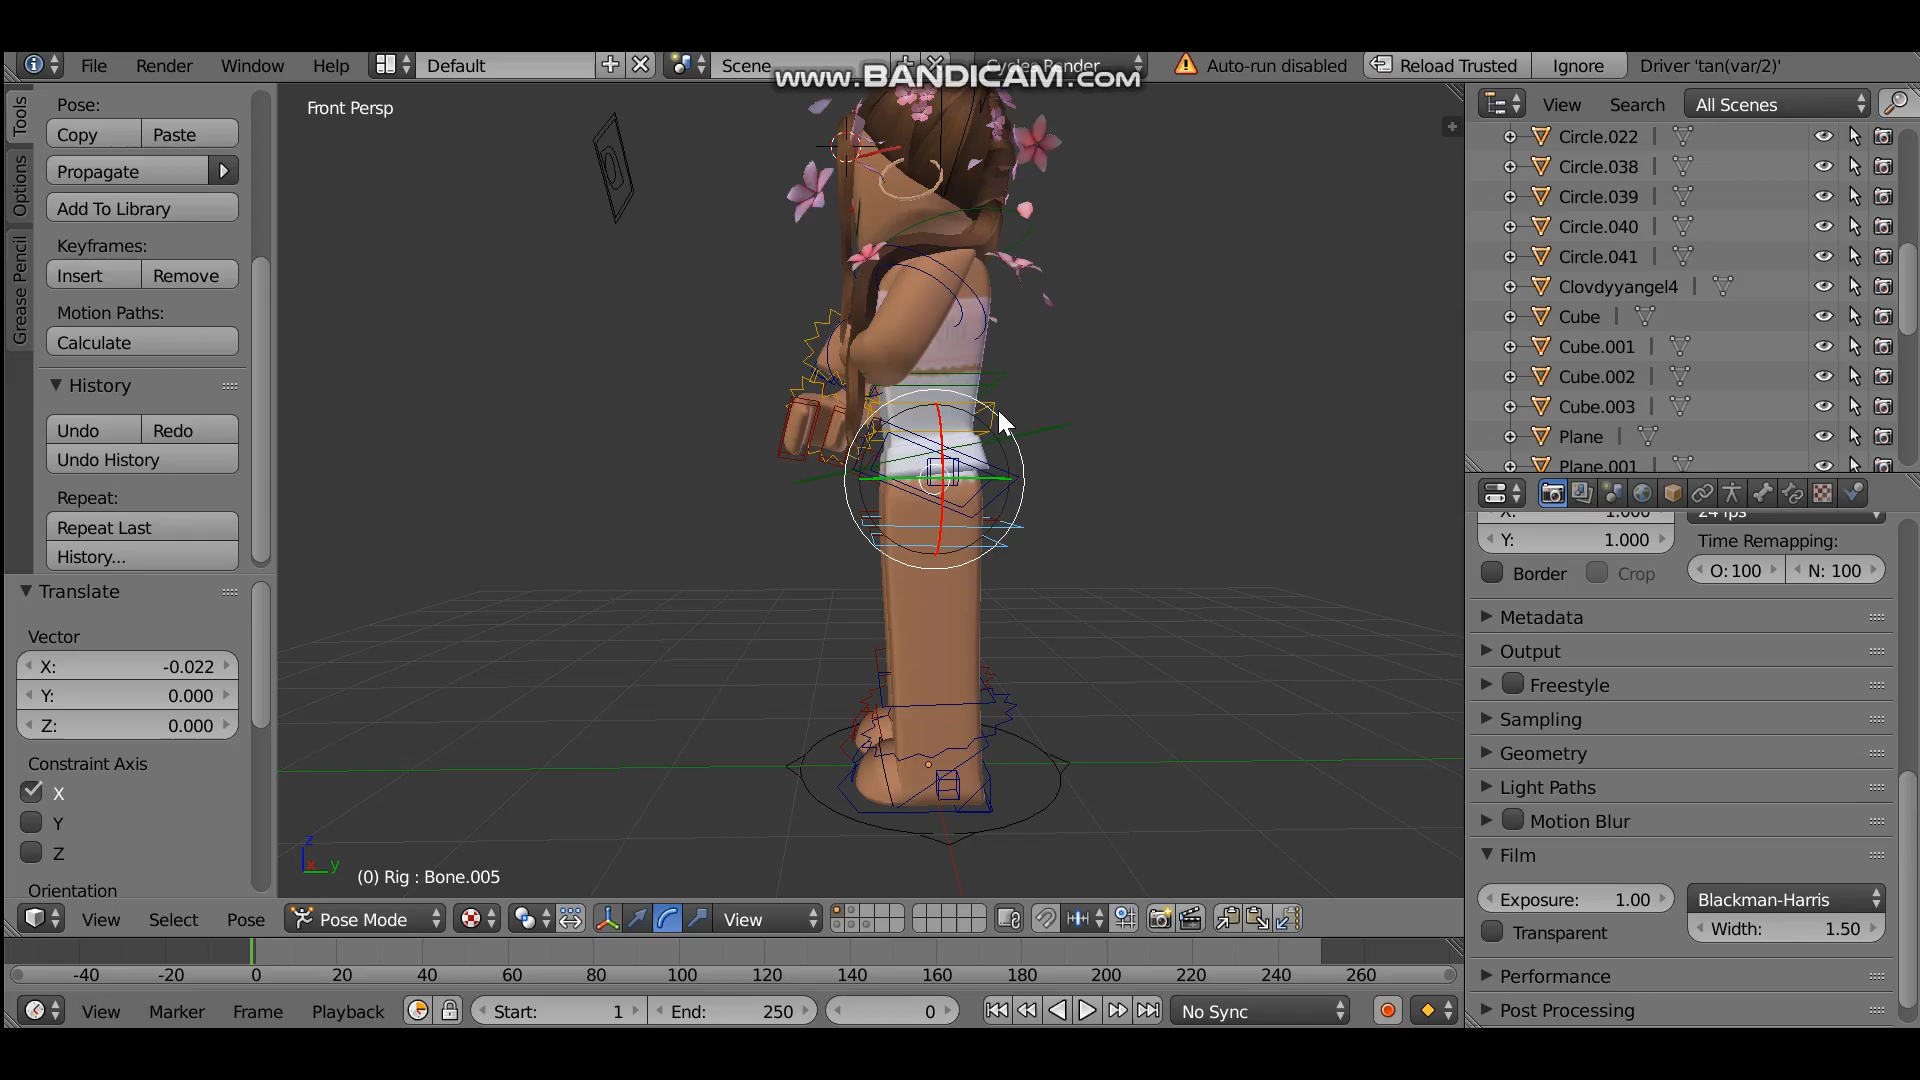 File Render Window Help Default Scene Cycles Render Auto-run disabled Reload Trusted Ignore Driver 'tan(var/2)'
www.BANDICAM.com
Tools
Options
Grease Pencil
Pose:
Copy Paste
Propagate
Add To Library
Keyframes:
Insert Remove
Motion Paths:
Calculate
History
Undo Redo
Undo History
Repeat:
Repeat Last
History...
Translate
Vector
X: -0.022
Y: 0.000
Z: 0.000
Constraint Axis
X
Y
Z
Orientation
Front Persp
z
x y
(0) Rig : Bone.005
View Select Pose Pose Mode View
-40 -20 0 20 40 60 80 100 120 140 160 180 200 220 240 260
View Marker Frame Playback Start: 1 End: 250 0 No Sync
View Search All Scenes
Circle.022
Circle.038
Circle.039
Circle.040
Circle.041
Clovdyyangel4
Cube
Cube.001
Cube.002
Cube.003
Plane
Plane.001
X: 1.000 24 fps
Y: 1.000 Time Remapping:
Border Crop O: 100 N: 100
Metadata
Output
Freestyle
Sampling
Geometry
Light Paths
Motion Blur
Film
Exposure: 1.00 Blackman-Harris
Transparent Width: 1.50
Performance
Post Processing